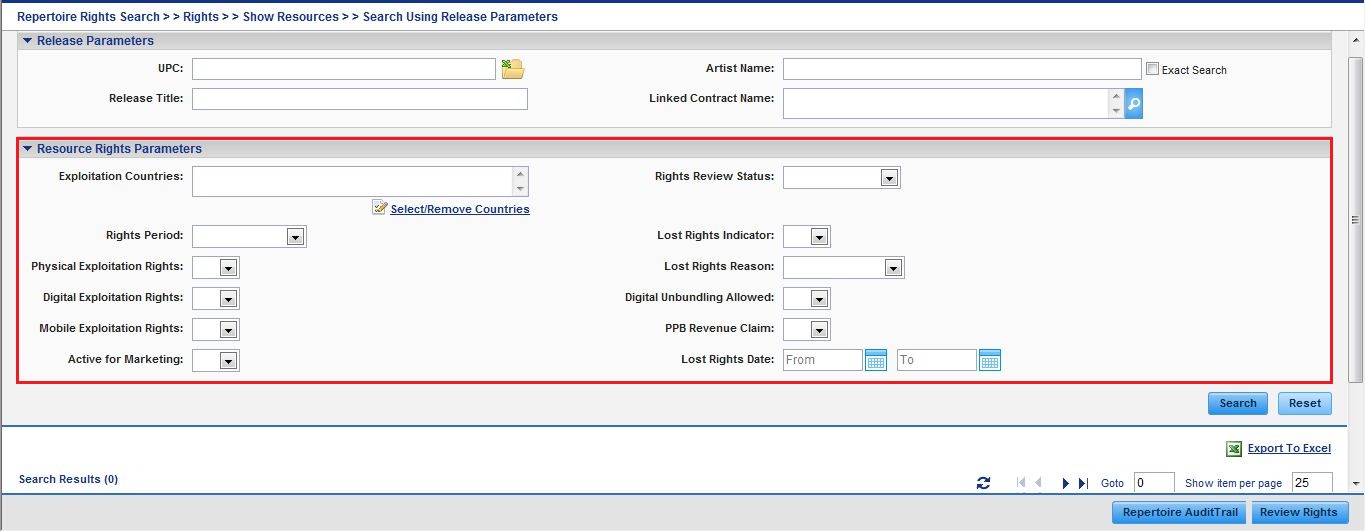 Repertoire Rights Search > > Rights > > Show Resources > > Search Using Release Parameters
Release Parameters
UPC:
Artist Name:
Exact Search
Release Title:
Linked Contract Name:
Resource Rights Parameters
Exploitation Countries:
Rights Review Status:
Select/Remove Countries
Rights Period:
Lost Rights Indicator:
Physical Exploitation Rights:
Lost Rights Reason:
Digital Exploitation Rights:
Digital Unbundling Allowed:
Mobile Exploitation Rights:
PPB Revenue Claim:
Active for Marketing:
Lost Rights Date: From To
Search Reset
Export To Excel
Search Results (0)
Goto 0 Show item per page 25
Repertoire AuditTrail Review Rights